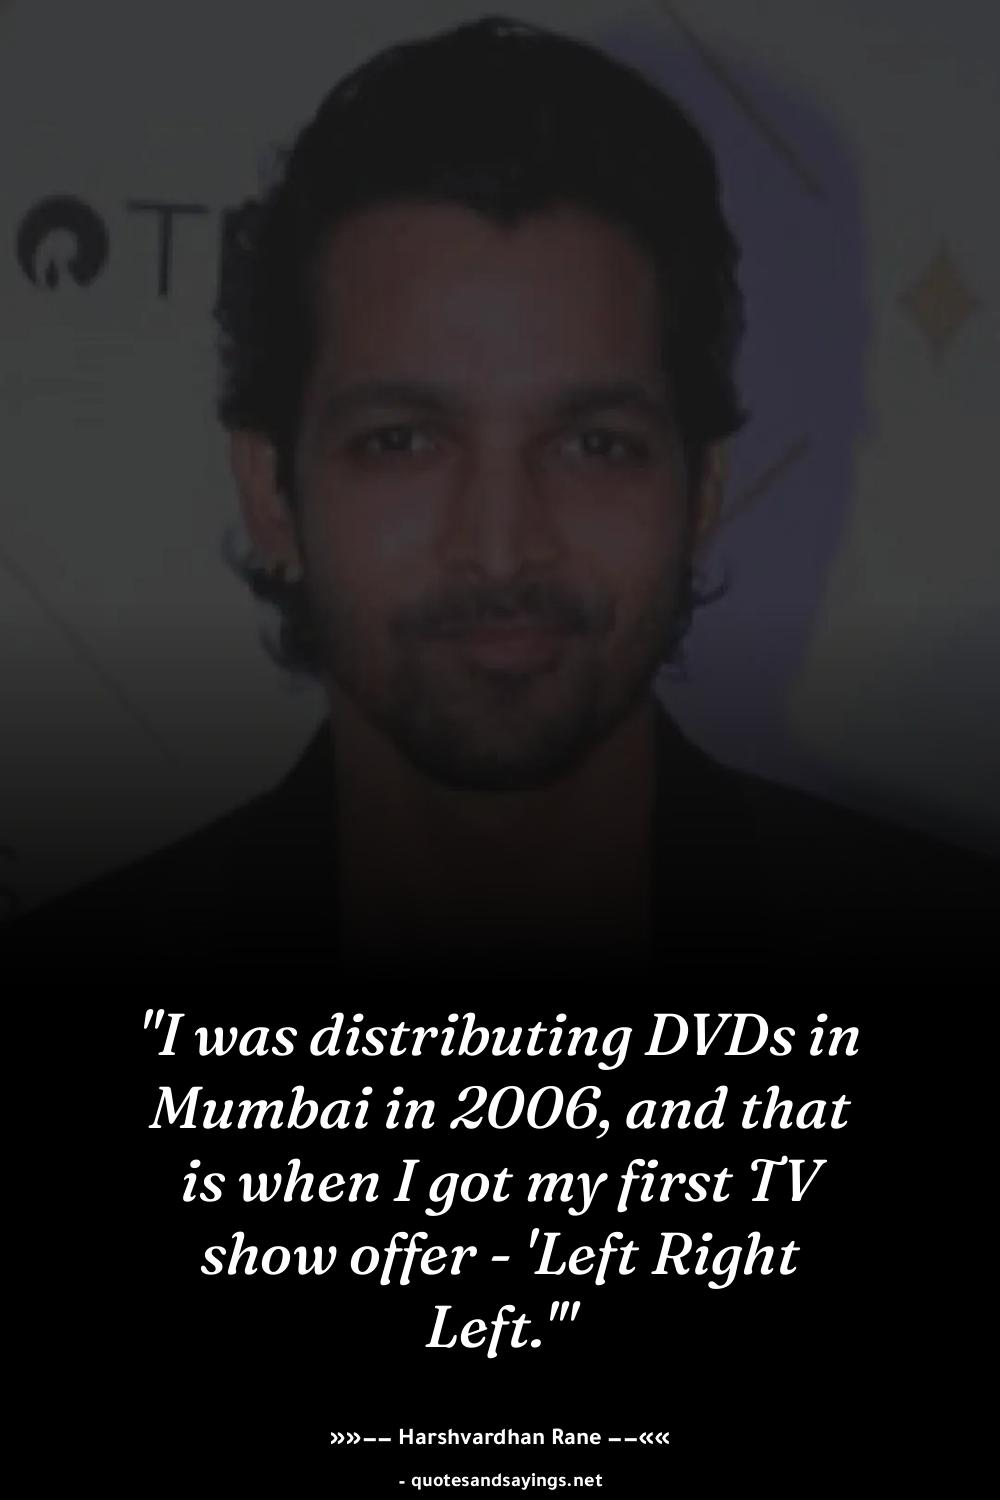 T
"I was distributing DVDs in
Mumbai in 2006, and that
is when I got my first TV
show offer - 'Left Right
Left.'"
»»–– Harshvardhan Rane ––««
- quotesandsayings.net